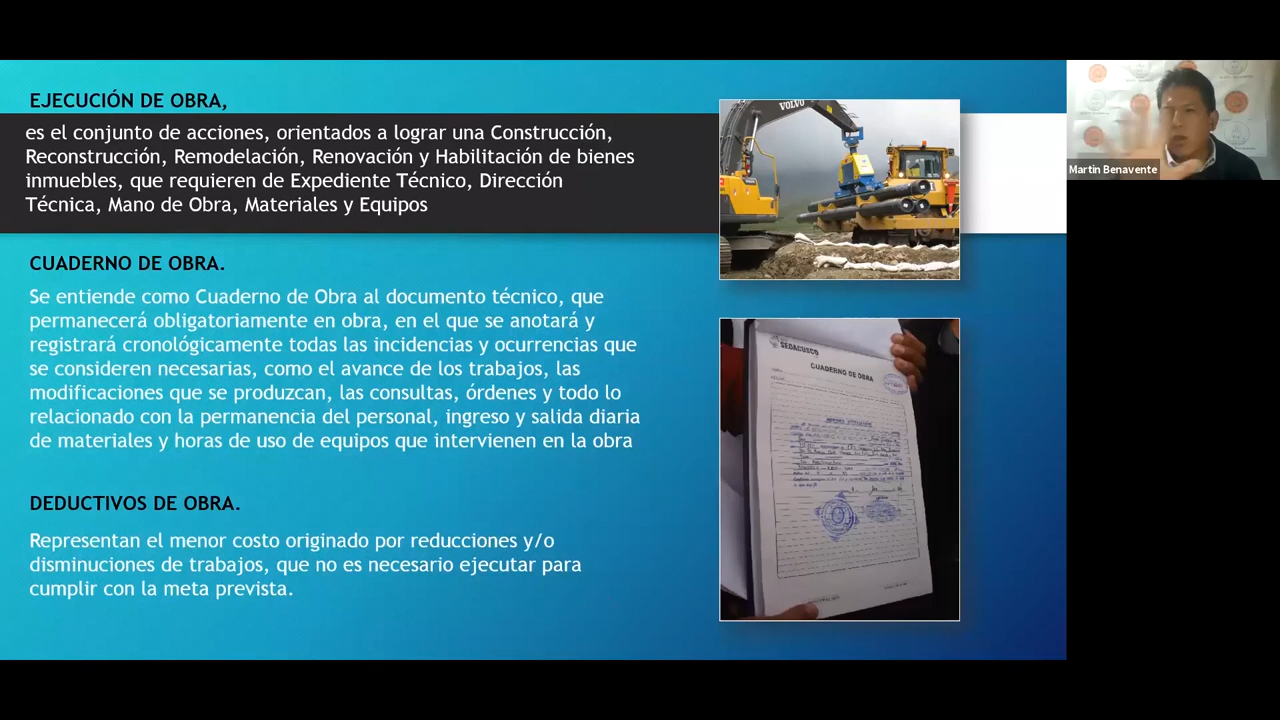 EJECUCIÓN DE OBRA,
es el conjunto de acciones, orientados a lograr una Construcción,
Reconstrucción, Remodelación, Renovación y Habilitación de bienes
inmuebles, que requieren de Expediente Técnico, Dirección
Técnica, Mano de Obra, Materiales y Equipos
CUADERNO DE OBRA.
Se entiende como Cuaderno de Obra al documento técnico, que
permanecerá obligatoriamente en obra, en el que se anotará y
registrará cronológicamente todas las incidencias y ocurrencias que
se consideren necesarias, como el avance de los trabajos, las
modificaciones que se produzcan, las consultas, órdenes y todo lo
relacionado con la permanencia del personal, ingreso y salida diaria
de materiales y horas de uso de equipos que intervienen en la obra
DEDUCTIVOS DE OBRA.
Representan el menor costo originado por reducciones y/o
disminuciones de trabajos, que no es necesario ejecutar para
cumplir con la meta prevista.
VOLVO
SEDACUSCO
CUADERNO DE OBRA
Martin Benavente